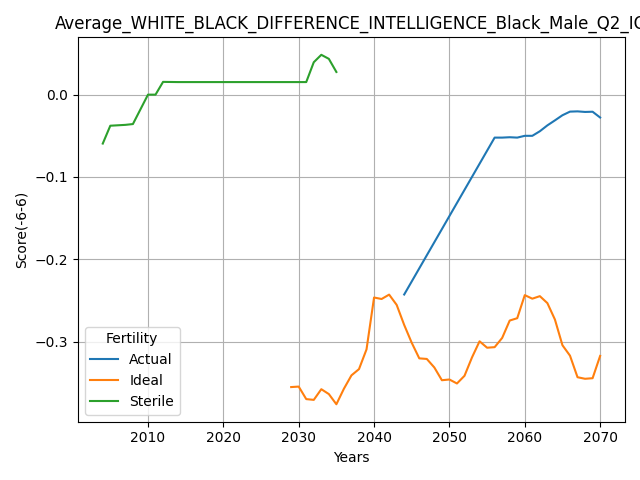 Average_WHITE_BLACK_DIFFERENCE_INTELLIGENCE_Black_Male_Q2_IQ
Score(-6-6)
0.0
−0.1
−0.2
−0.3
Fertility
Actual
Ideal
Sterile
2010 2020 2030 2040 2050 2060 2070
Years